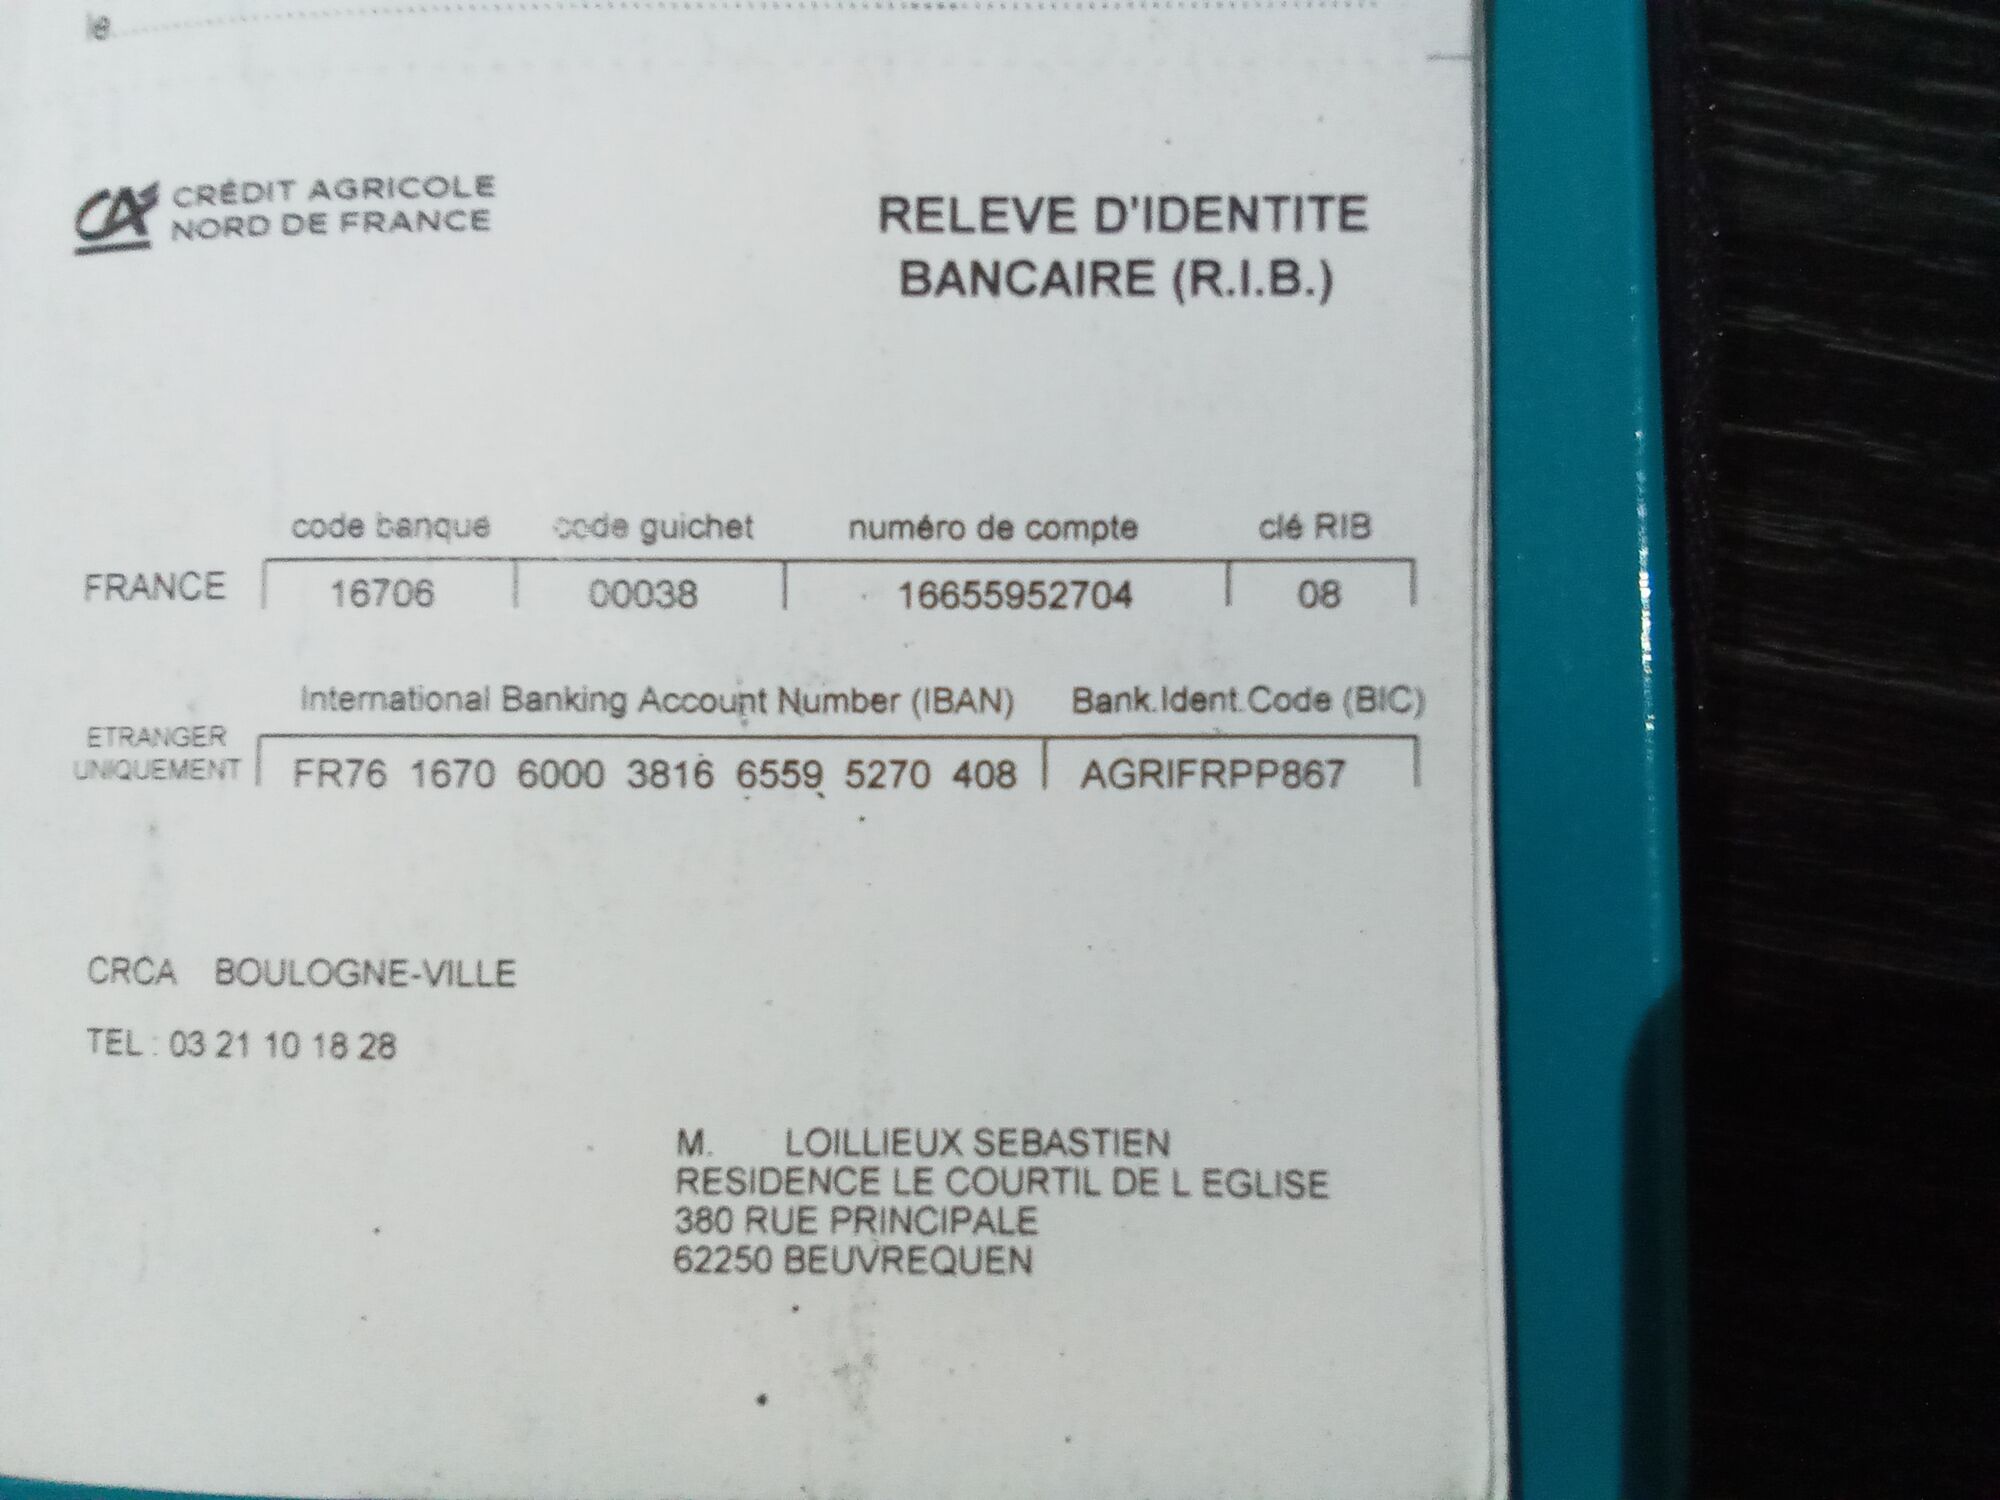 le
CRÉDIT AGRICOLE
NORD DE FRANCE
RELEVE D'IDENTITE
BANCAIRE (R.I.B.)
code banque code guichet numéro de compte clé RIB
FRANCE 16706 00038 16655952704 08
International Banking Account Number (IBAN) Bank.Ident.Code (BIC)
ETRANGER
UNIQUEMENT FR76 1670 6000 3816 6559 5270 408 AGRIFRPP867
CRCA BOULOGNE-VILLE
TEL : 03 21 10 18 28
M. LOILLIEUX SEBASTIEN
RESIDENCE LE COURTIL DE L EGLISE
380 RUE PRINCIPALE
62250 BEUVREQUEN